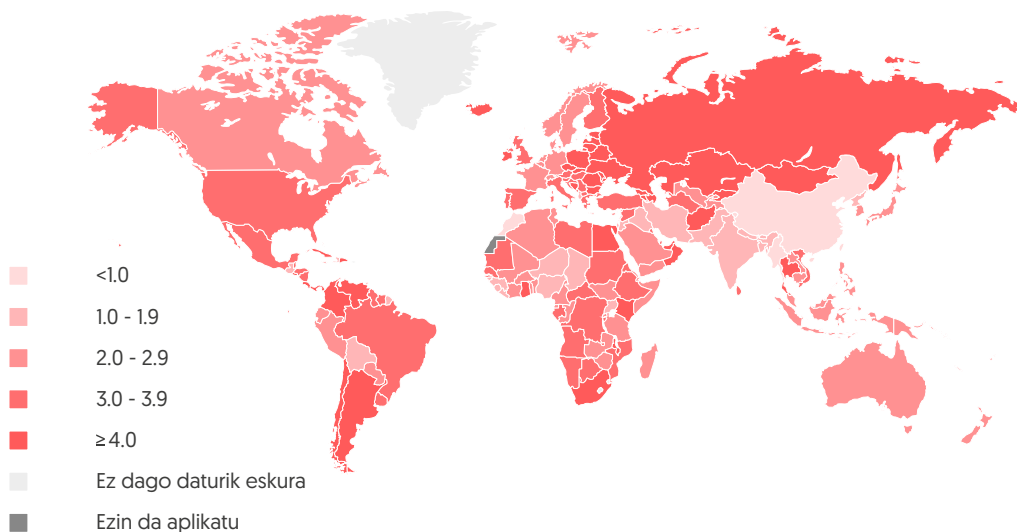 <1.0
1.0 - 1.9
2.0 - 2.9
3.0 - 3.9
≥4.0
Ez dago daturik eskura
Ezin da aplikatu